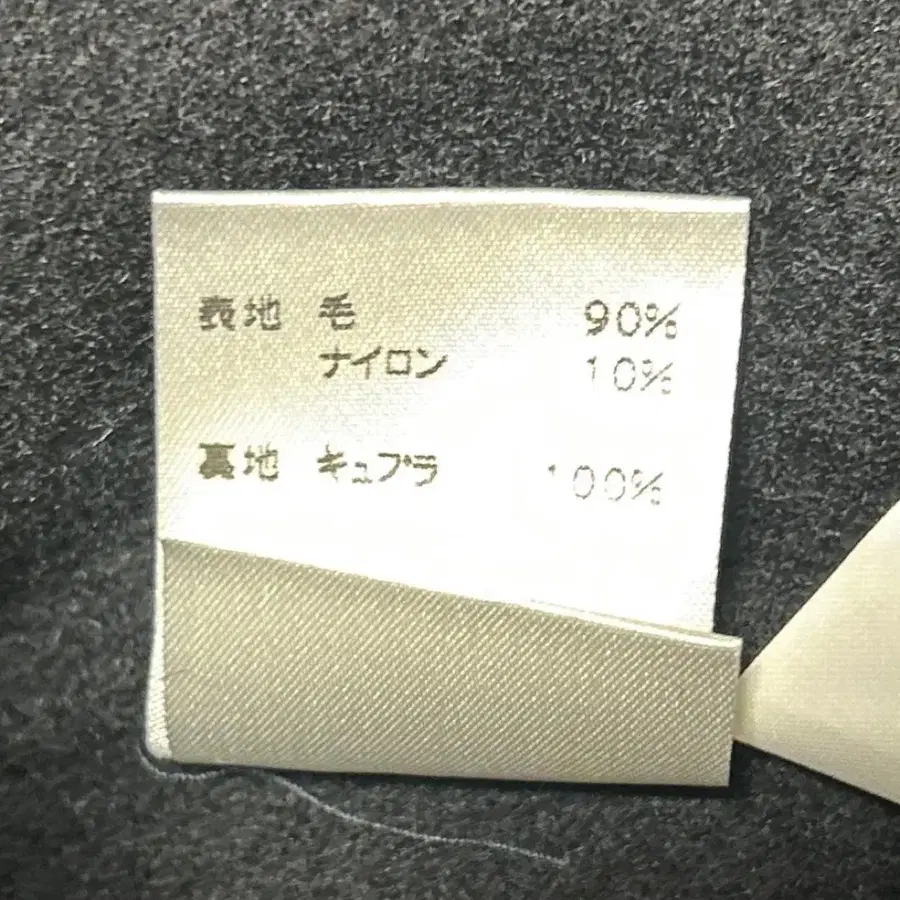 表地 毛 90%
ナイロン 10%
裏地 キュプラ 100%